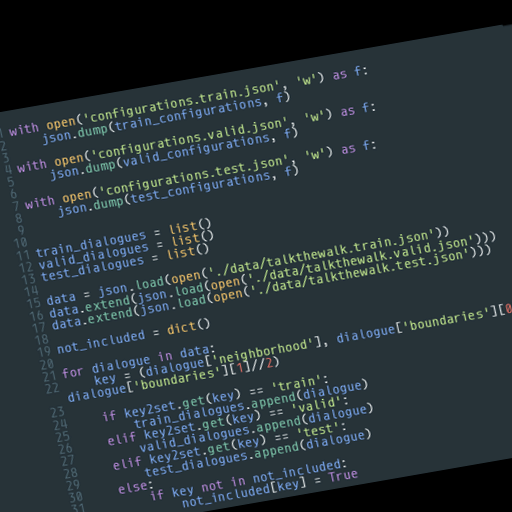 1 with open('configurations.train.json', 'w') as f:
2     json.dump(train_configurations, f)
3
4 with open('configurations.valid.json', 'w') as f:
5     json.dump(valid_configurations, f)
6
7 with open('configurations.test.json', 'w') as f:
8     json.dump(test_configurations, f)
9
10
11 train_dialogues = list()
12 valid_dialogues = list()
13 test_dialogues = list()
14
15 data = json.load(open('./data/talkthewalk.train.json'))
16 data.extend(json.load(open('./data/talkthewalk.valid.json')))
17 data.extend(json.load(open('./data/talkthewalk.test.json')))
18
19 not_included = dict()
20
21 for dialogue in data:
22     key = (dialogue['neighborhood'], dialogue['boundaries'][0
dialogue['boundaries'][1]//2)
23
24     if key2set.get(key) == 'train':
25         train_dialogues.append(dialogue)
26     elif key2set.get(key) == 'valid':
27         valid_dialogues.append(dialogue)
28     elif key2set.get(key) == 'test':
29         test_dialogues.append(dialogue)
30     else:
31         if key not in not_included:
            not_included[key] = True